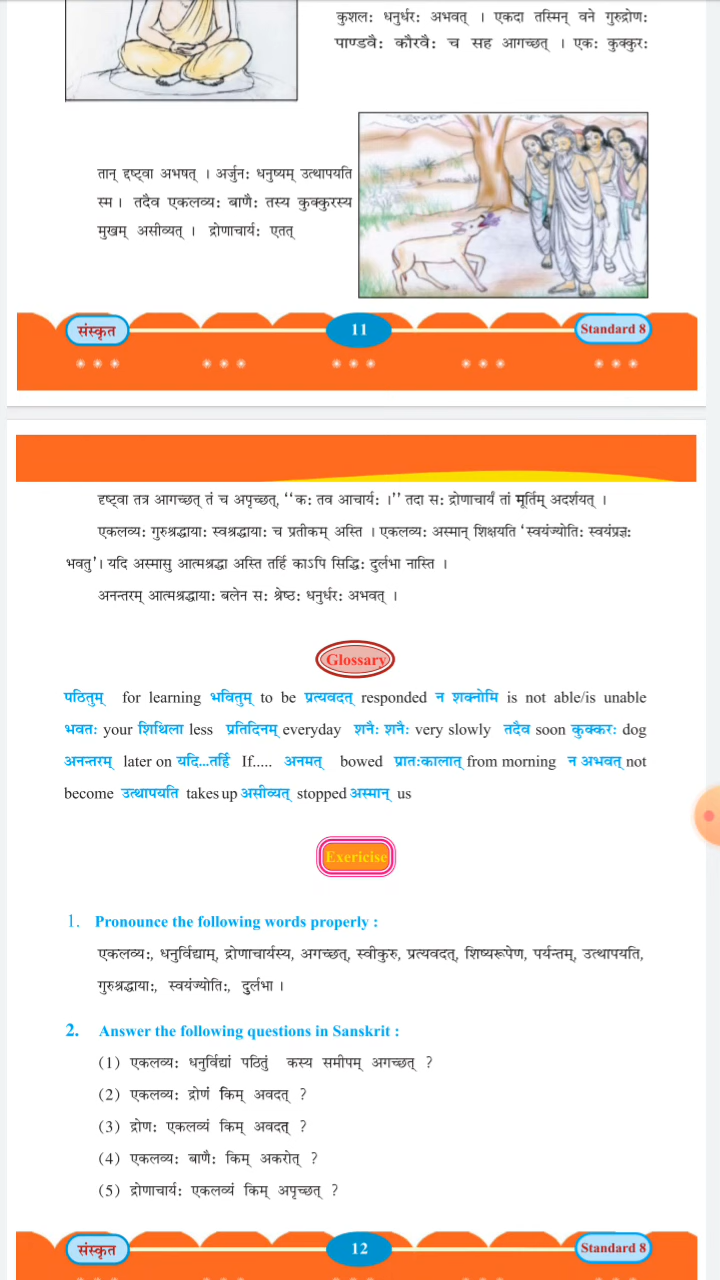 कुशलः धनुर्धरः अभवत् । एकदा तस्मिन् वने गुरुद्रोणः
पाण्डवैः कौरवैः च सह आगच्छत् । एकः कुक्कुरः
तान् दृष्ट्वा अभषत् । अर्जुनः धनुष्यम् उत्थापयति
स्म । तदैव एकलव्यः बाणैः तस्य कुक्कुरस्य
मुखम् असीव्यत् । द्रोणाचार्यः एतत्
संस्कृत 11 Standard 8
दृष्ट्वा तत्र आगच्छत् तं च अपृच्छत्, ‘‘कः तव आचार्यः ।’’ तदा सः द्रोणाचार्यं तां मूर्तिम् अदर्शयत् ।
एकलव्यः गुरुश्रद्धायाः स्वश्रद्धायाः च प्रतीकम् अस्ति । एकलव्यः अस्मान् शिक्षयति ‘स्वयंज्योतिः स्वयंप्रज्ञः
भवतु’। यदि अस्मासु आत्मश्रद्धा अस्ति तर्हि काऽपि सिद्धिः दुर्लभा नास्ति ।
अनन्तरम् आत्मश्रद्धायाः बलेन सः श्रेष्ठः धनुर्धरः अभवत् ।
Glossary
पठितुम् for learning भवितुम् to be प्रत्यवदत् responded न शक्नोमि is not able/is unable
भवतः your शिथिला less प्रतिदिनम् everyday शनैः शनैः very slowly तदैव soon कुक्करः dog
अनन्तरम् later on यदि...तर्हि If..... अनमत् bowed प्रातःकालात् from morning न अभवत् not
become उत्थापयति takes up असीव्यत् stopped अस्मान् us
Exericise
1. Pronounce the following words properly :
एकलव्यः, धनुर्विद्याम्, द्रोणाचार्यस्य, अगच्छत्, स्वीकुरु, प्रत्यवदत्, शिष्यरूपेण, पर्यन्तम्, उत्थापयति,
गुरुश्रद्धायाः, स्वयंज्योतिः, दुर्लभा ।
2. Answer the following questions in Sanskrit :
(1) एकलव्यः धनुर्विद्यां पठितुं कस्य समीपम् अगच्छत् ?
(2) एकलव्यः द्रोणं किम् अवदत् ?
(3) द्रोणः एकलव्यं किम् अवदत् ?
(4) एकलव्यः बाणैः किम् अकरोत् ?
(5) द्रोणाचार्यः एकलव्यं किम् अपृच्छत् ?
संस्कृत 12 Standard 8